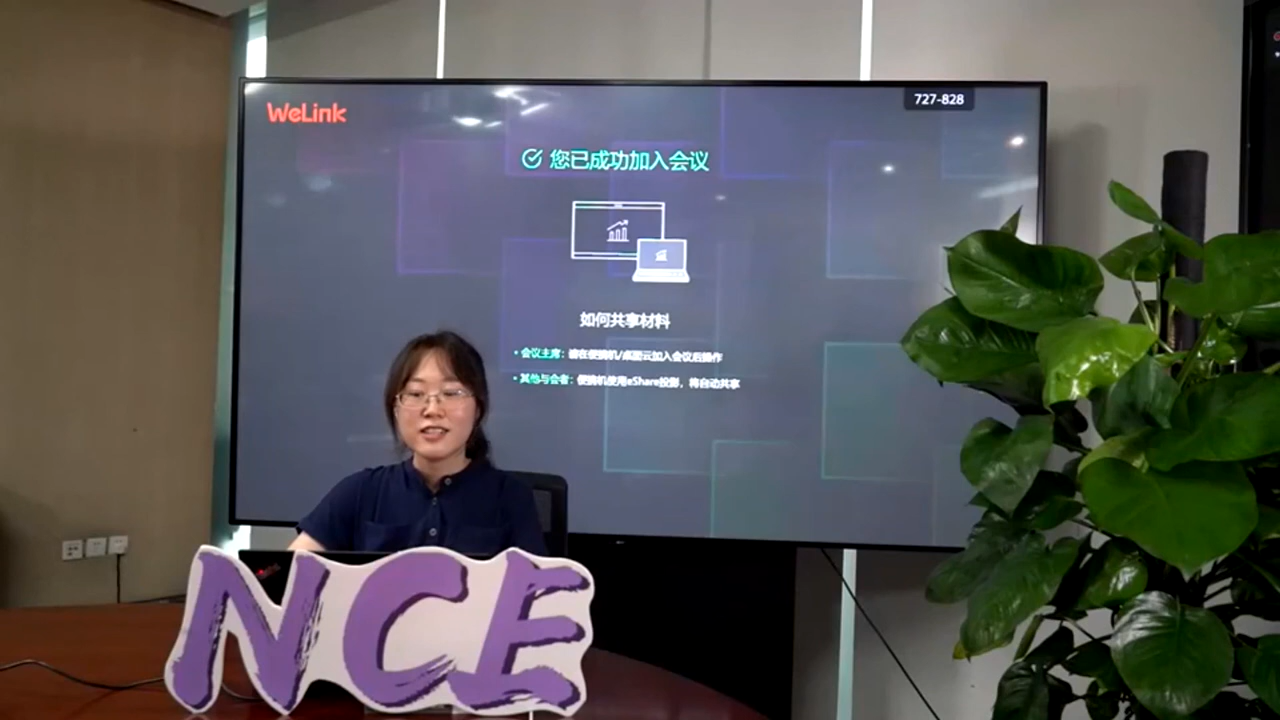 WeLink
727-828
您已成功加入会议
如何共享材料
• 会议主席：请在便携机/桌面云加入会议后操作
• 其他与会者：便携机使用eShare投影，将自动共享
NCE